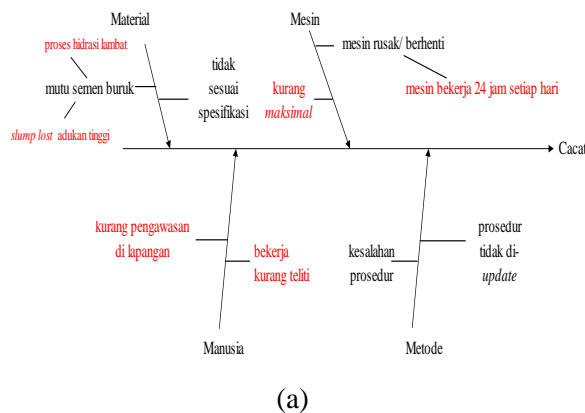 Material
Mesin
proses hidrasi lambat
mesin rusak/ berhenti
tidak
sesuai
spesifikasi
mutu semen buruk
kurang
maksimal
mesin bekerja 24 jam setiap hari
slump lost adukan tinggi
Cacat
kurang pengawasan
di lapangan
bekerja
kurang teliti
kesalahan
prosedur
prosedur
tidak di-
update
Manusia
Metode
(a)